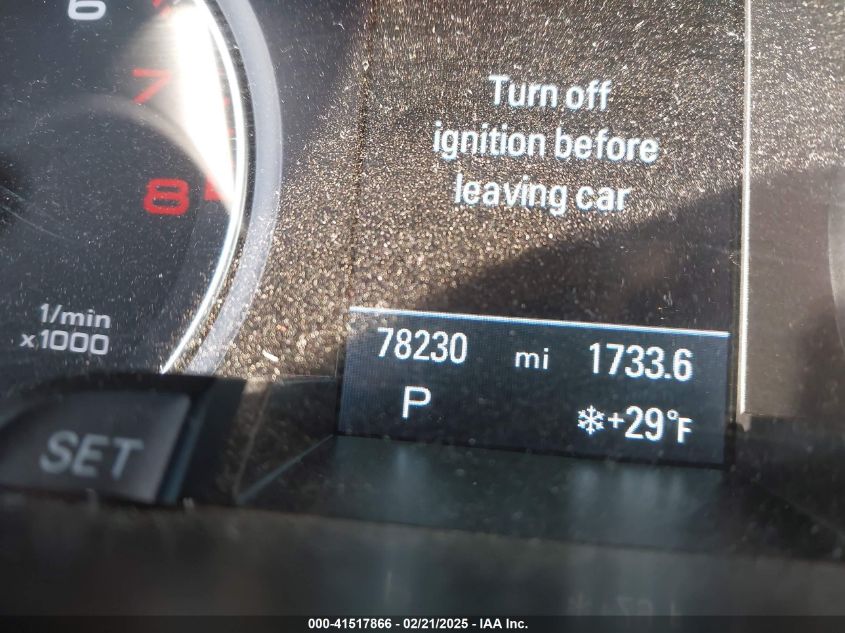 6
7
8
1/min
x1000
SET
Turn off
ignition before
leaving car
78230 mi 1733.6
P ❄+29°F
000-41517866 - 02/21/2025 - IAA Inc.